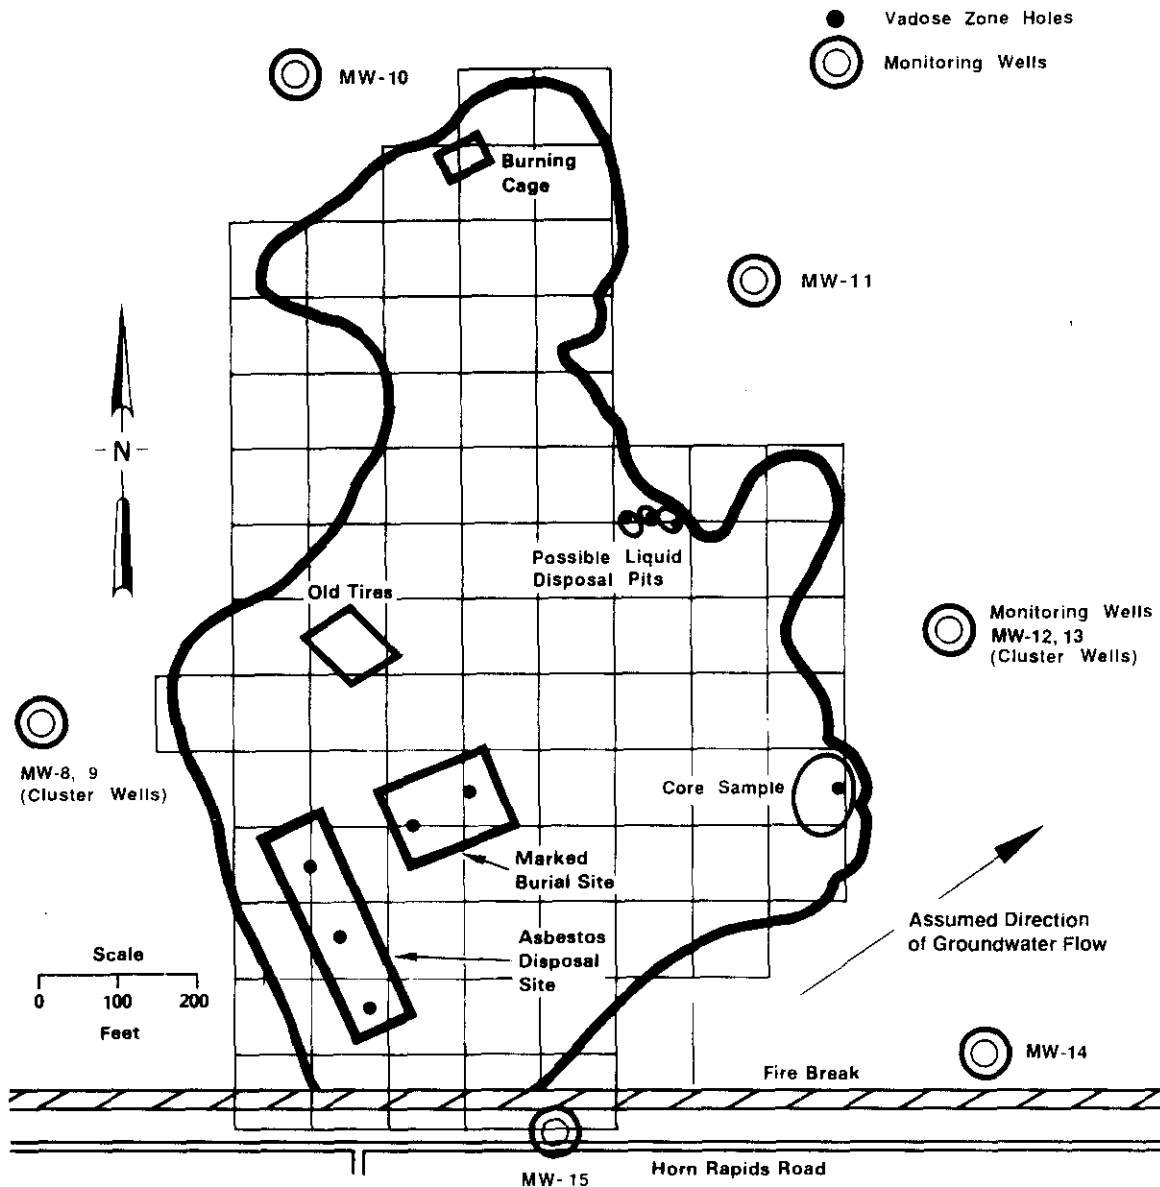 Vadose Zone Holes
Monitoring Wells
MW-10
Burning
Cage
MW-11
N
Possible Liquid
Disposal Pits
Old Tires
Monitoring Wells
MW-12, 13
(Cluster Wells)
MW-8, 9
(Cluster Wells)
Core Sample
Marked
Burial Site
Assumed Direction
of Groundwater Flow
Asbestos
Disposal
Site
Scale
0 100 200
Feet
MW-14
Fire Break
Horn Rapids Road
MW-15